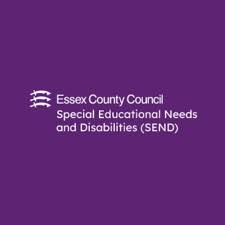 Essex County Council
Special Educational Needs
and Disabilities (SEND)